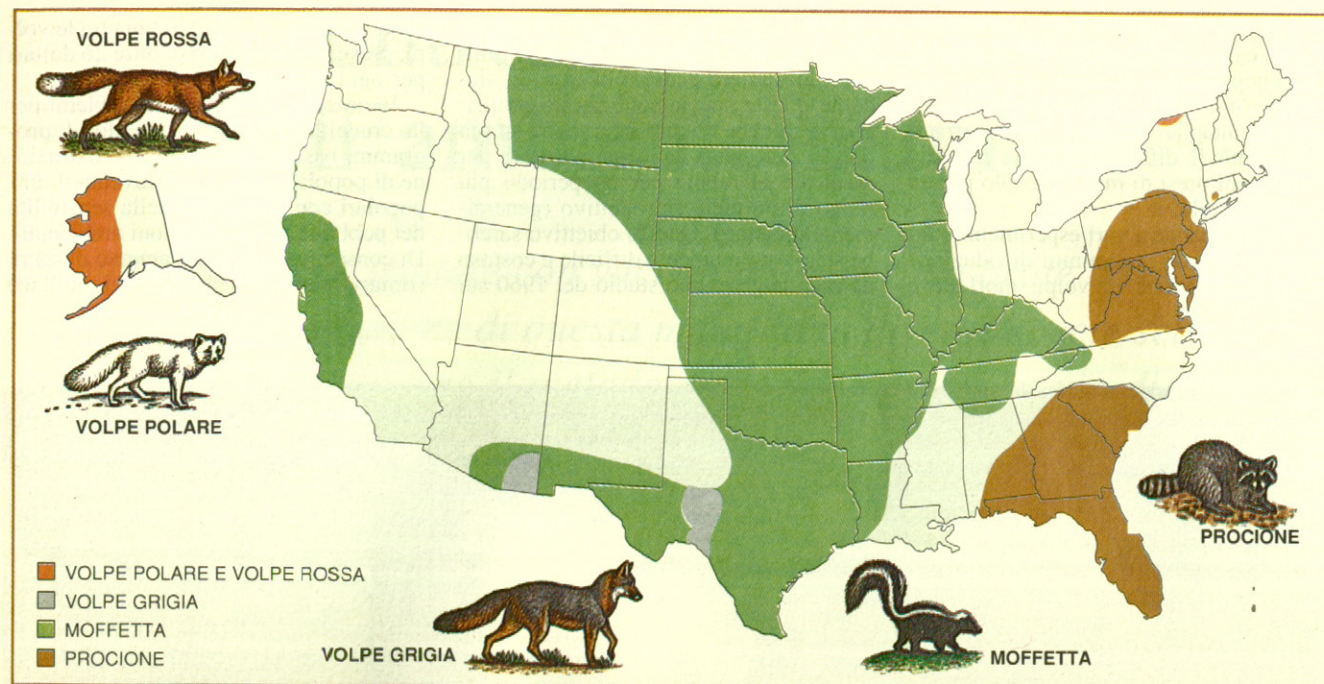 VOLPE ROSSA
VOLPE POLARE
PROCIONE
VOLPE POLARE E VOLPE ROSSA
VOLPE GRIGIA
MOFFETTA
PROCIONE
VOLPE GRIGIA
MOFFETTA